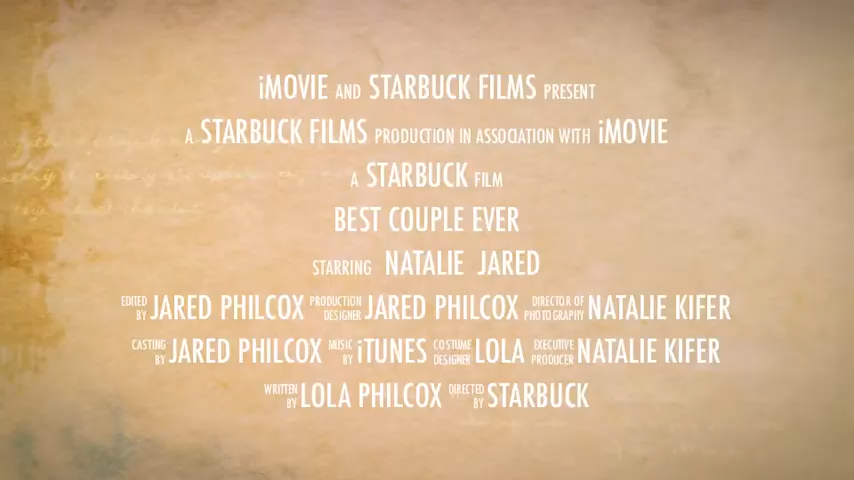 iMOVIE AND STARBUCK FILMS PRESENT
A STARBUCK FILMS PRODUCTION IN ASSOCIATION WITH iMOVIE
A STARBUCK FILM
BEST COUPLE EVER
STARRING NATALIE JARED
EDITED BY JARED PHILCOX PRODUCTION DESIGNER JARED PHILCOX DIRECTOR OF PHOTOGRAPHY NATALIE KIFER
CASTING BY JARED PHILCOX MUSIC BY iTUNES COSTUME DESIGNER LOLA EXECUTIVE PRODUCER NATALIE KIFER
WRITTEN BY LOLA PHILCOX DIRECTED BY STARBUCK